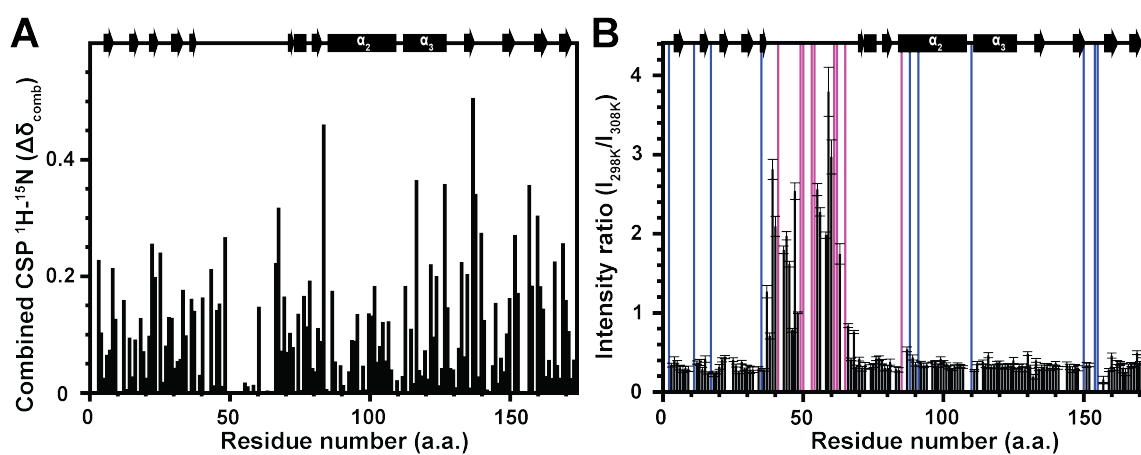 A
α2
α3
Combined CSP ¹H-¹⁵N (Δδcomb)
0.4
0.2
0
0
50
100
150
Residue number (a.a.)
B
α2
α3
Intensity ratio (I298K/I308K)
4
3
2
1
0
0
50
100
150
Residue number (a.a.)